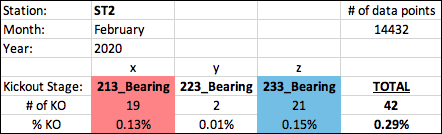 Station: ST2 # of data points
Month: February 14432
Year: 2020
x y z
Kickout Stage: 213_Bearing 223_Bearing 233_Bearing TOTAL
# of KO 19 2 21 42
% KO 0.13% 0.01% 0.15% 0.29%